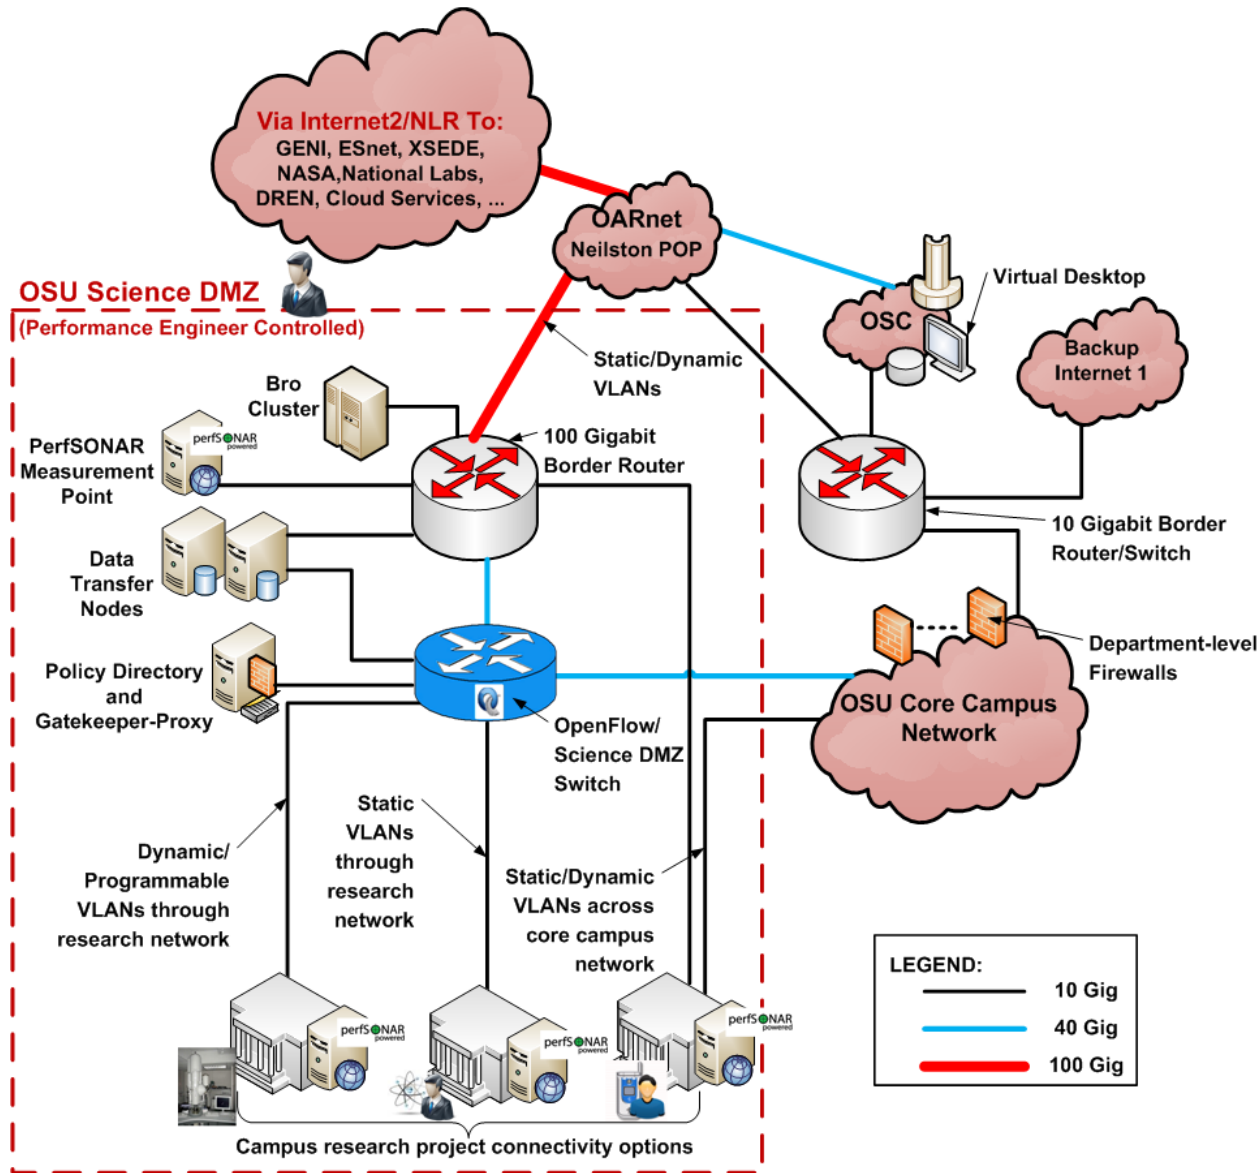 Via Internet2/NLR To:
GENI, ESnet, XSEDE,
NASA,National Labs,
DREN, Cloud Services, ...
OARnet
Neilston POP
OSC
Virtual Desktop
Backup
Internet 1
OSU Science DMZ
(Performance Engineer Controlled)
Static/Dynamic
VLANs
Bro
Cluster
100 Gigabit
Border Router
PerfSONAR
Measurement
Point
perfSONAR
powered
10 Gigabit Border
Router/Switch
Data
Transfer
Nodes
Department-level
Firewalls
Policy Directory
and
Gatekeeper-Proxy
OSU Core Campus
Network
OpenFlow/
Science DMZ
Switch
Dynamic/
Programmable
VLANs through
research network
Static
VLANs
through
research
network
Static/Dynamic
VLANs across
core campus
network
perfSONAR
powered
perfSONAR
powered
perfSONAR
powered
Campus research project connectivity options
LEGEND:
10 Gig
40 Gig
100 Gig